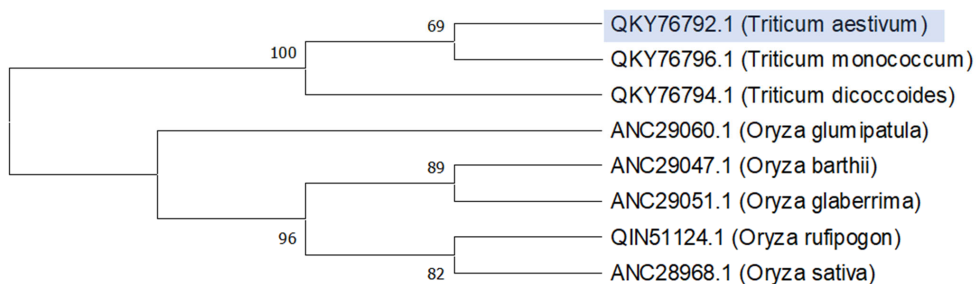 69
QKY76792.1 (Triticum aestivum)
100
QKY76796.1 (Triticum monococcum)
QKY76794.1 (Triticum dicoccoides)
ANC29060.1 (Oryza glumipatula)
89
ANC29047.1 (Oryza barthii)
ANC29051.1 (Oryza glaberrima)
96
QIN51124.1 (Oryza rufipogon)
82
ANC28968.1 (Oryza sativa)